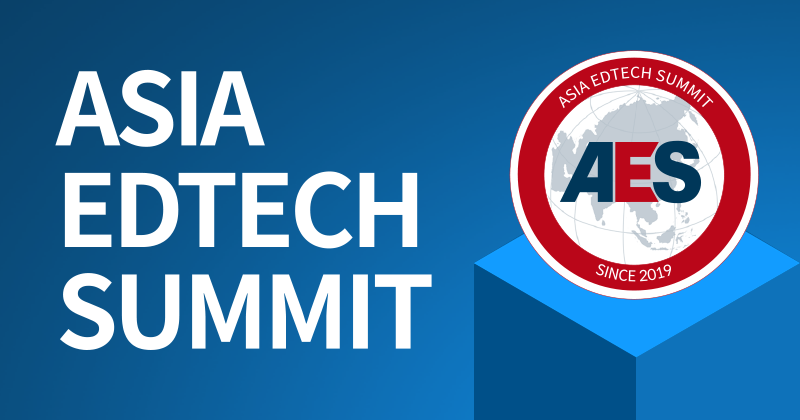 ASIA
EDTECH
SUMMIT
ASIA EDTECH SUMMIT
AES
SINCE 2019